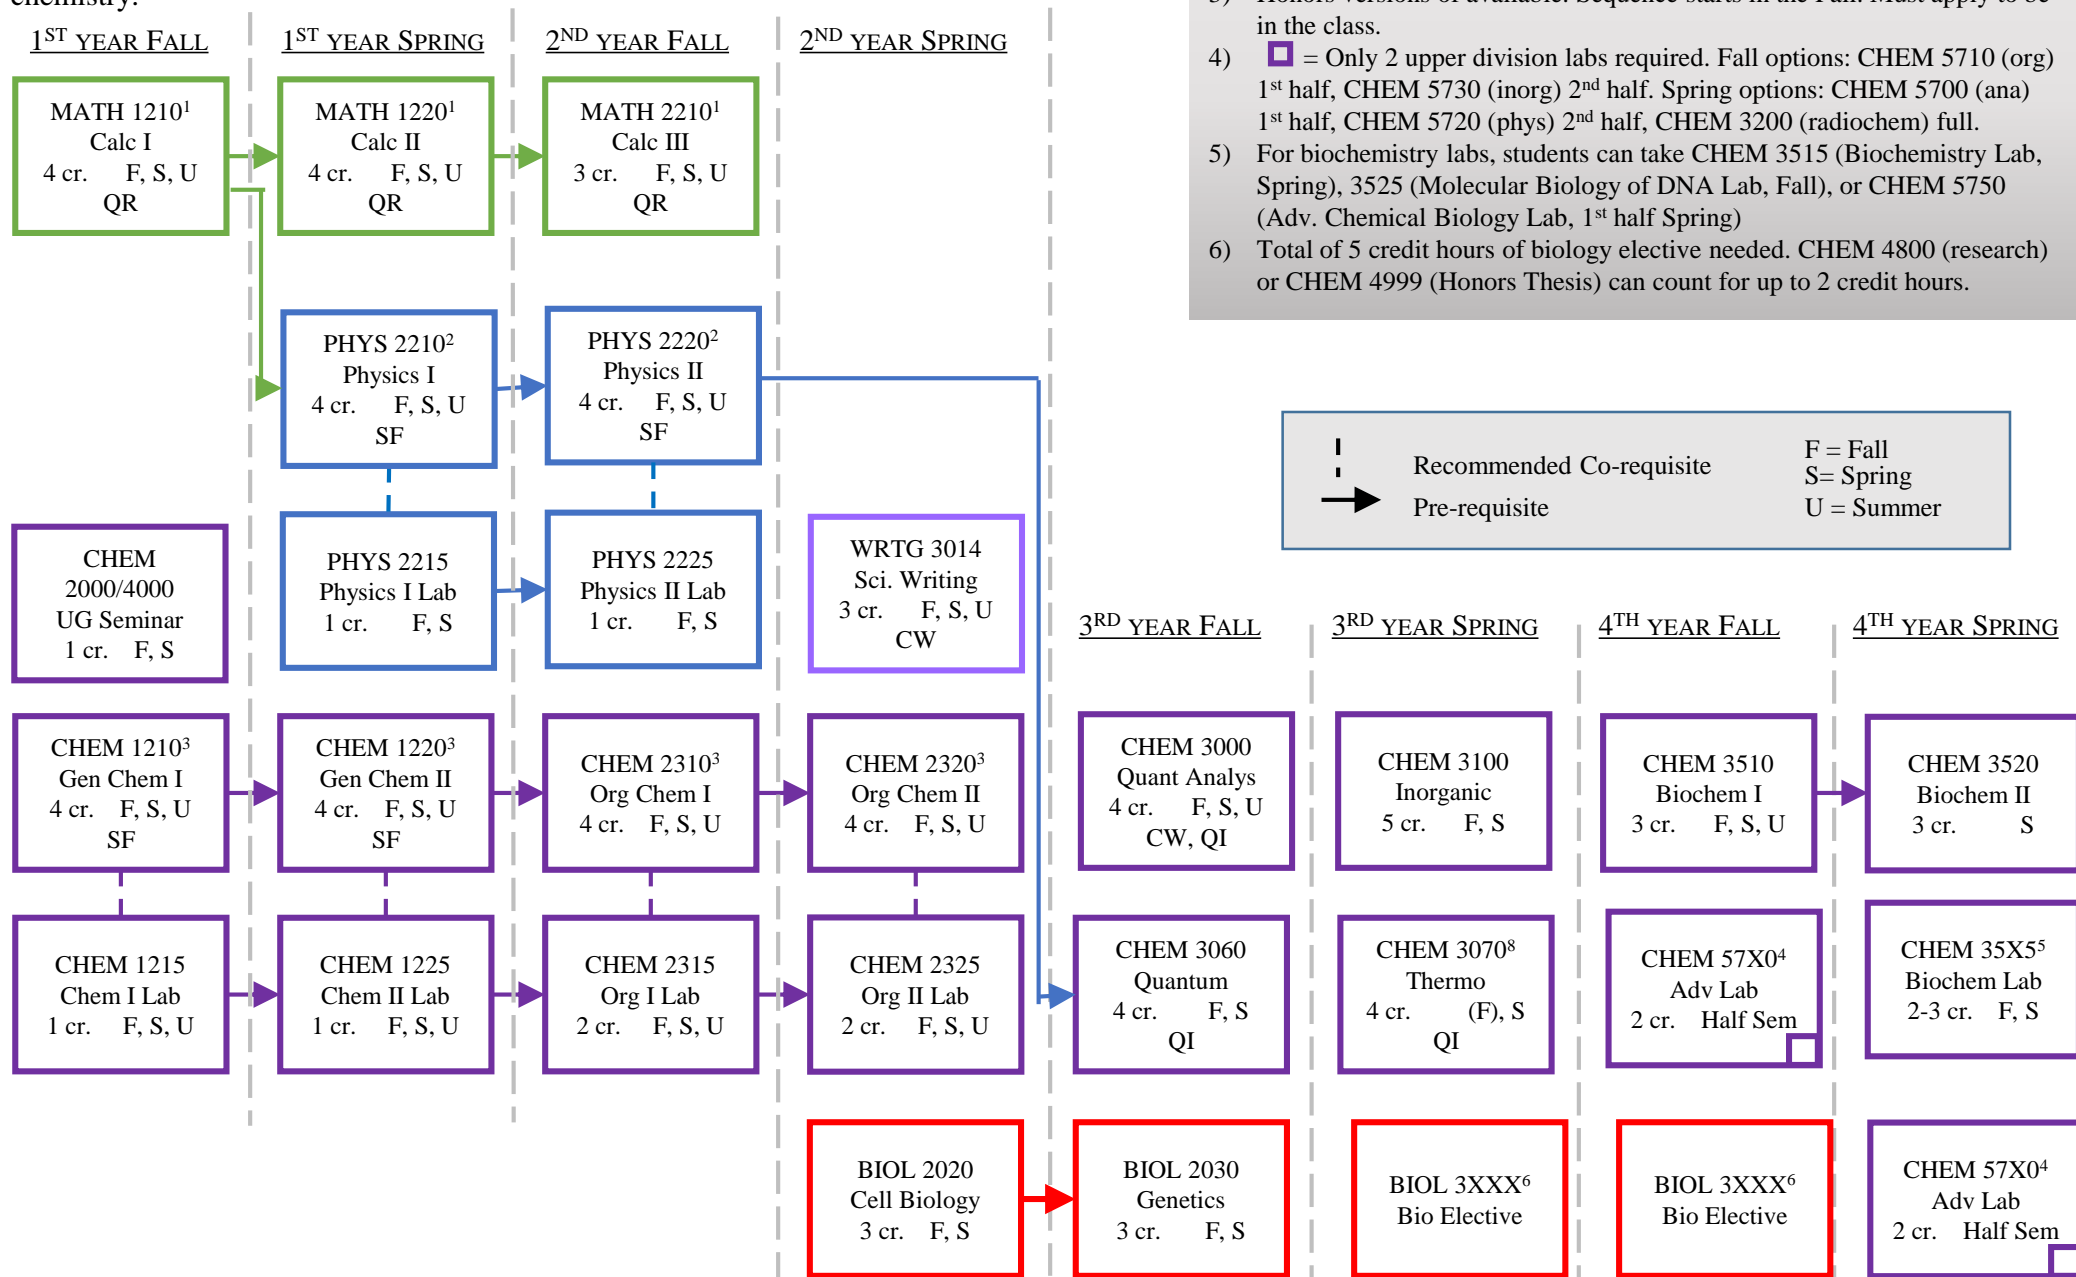 chemistry.
3) Honors versions of available. Sequence starts in the Fall. Must apply to be
in the class.
4) = Only 2 upper division labs required. Fall options: CHEM 5710 (org)
1st half, CHEM 5730 (inorg) 2nd half. Spring options: CHEM 5700 (ana)
1st half, CHEM 5720 (phys) 2nd half, CHEM 3200 (radiochem) full.
5) For biochemistry labs, students can take CHEM 3515 (Biochemistry Lab,
Spring), 3525 (Molecular Biology of DNA Lab, Fall), or CHEM 5750
(Adv. Chemical Biology Lab, 1st half Spring)
6) Total of 5 credit hours of biology elective needed. CHEM 4800 (research)
or CHEM 4999 (Honors Thesis) can count for up to 2 credit hours.
1ST YEAR FALL
1ST YEAR SPRING
2ND YEAR FALL
2ND YEAR SPRING
MATH 1210¹
Calc I
4 cr. F, S, U
QR
MATH 1220¹
Calc II
4 cr. F, S, U
QR
MATH 2210¹
Calc III
3 cr. F, S, U
QR
PHYS 2210²
Physics I
4 cr. F, S, U
SF
PHYS 2220²
Physics II
4 cr. F, S, U
SF
Recommended Co-requisite
Pre-requisite
F = Fall
S= Spring
U = Summer
CHEM
2000/4000
UG Seminar
1 cr. F, S
PHYS 2215
Physics I Lab
1 cr. F, S
PHYS 2225
Physics II Lab
1 cr. F, S
WRTG 3014
Sci. Writing
3 cr. F, S, U
CW
3RD YEAR FALL
3RD YEAR SPRING
4TH YEAR FALL
4TH YEAR SPRING
CHEM 1210³
Gen Chem I
4 cr. F, S, U
SF
CHEM 1220³
Gen Chem II
4 cr. F, S, U
SF
CHEM 2310³
Org Chem I
4 cr. F, S, U
CHEM 2320³
Org Chem II
4 cr. F, S, U
CHEM 3000
Quant Analys
4 cr. F, S, U
CW, QI
CHEM 3100
Inorganic
5 cr. F, S
CHEM 3510
Biochem I
3 cr. F, S, U
CHEM 3520
Biochem II
3 cr. S
CHEM 1215
Chem I Lab
1 cr. F, S, U
CHEM 1225
Chem II Lab
1 cr. F, S, U
CHEM 2315
Org I Lab
2 cr. F, S, U
CHEM 2325
Org II Lab
2 cr. F, S, U
CHEM 3060
Quantum
4 cr. F, S
QI
CHEM 3070⁸
Thermo
4 cr. (F), S
QI
CHEM 57X0⁴
Adv Lab
2 cr. Half Sem
CHEM 35X5⁵
Biochem Lab
2-3 cr. F, S
BIOL 2020
Cell Biology
3 cr. F, S
BIOL 2030
Genetics
3 cr. F, S
BIOL 3XXX⁶
Bio Elective
BIOL 3XXX⁶
Bio Elective
CHEM 57X0⁴
Adv Lab
2 cr. Half Sem